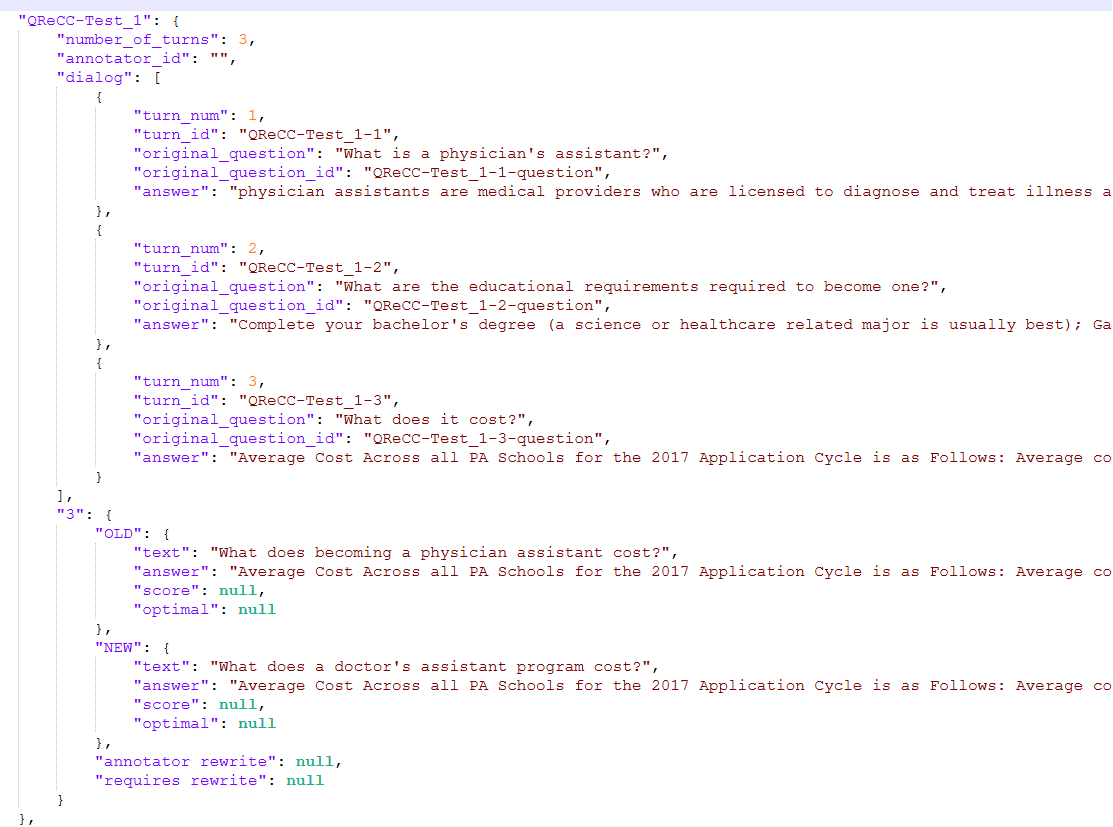 "QReCC-Test_1": {
"number_of_turns": 3,
"annotator_id": "",
"dialog": [
{
"turn_num": 1,
"turn_id": "QReCC-Test_1-1",
"original_question": "What is a physician's assistant?",
"original_question_id": "QReCC-Test_1-1-question",
"answer": "physician assistants are medical providers who are licensed to diagnose and treat illness a
},
{
"turn_num": 2,
"turn_id": "QReCC-Test_1-2",
"original_question": "What are the educational requirements required to become one?",
"original_question_id": "QReCC-Test_1-2-question",
"answer": "Complete your bachelor's degree (a science or healthcare related major is usually best); Ga
},
{
"turn_num": 3,
"turn_id": "QReCC-Test_1-3",
"original_question": "What does it cost?",
"original_question_id": "QReCC-Test_1-3-question",
"answer": "Average Cost Across all PA Schools for the 2017 Application Cycle is as Follows: Average co
}
],
"3": {
"OLD": {
"text": "What does becoming a physician assistant cost?",
"answer": "Average Cost Across all PA Schools for the 2017 Application Cycle is as Follows: Average co
"score": null,
"optimal": null
},
"NEW": {
"text": "What does a doctor's assistant program cost?",
"answer": "Average Cost Across all PA Schools for the 2017 Application Cycle is as Follows: Average co
"score": null,
"optimal": null
},
"annotator rewrite": null,
"requires rewrite": null
}
},